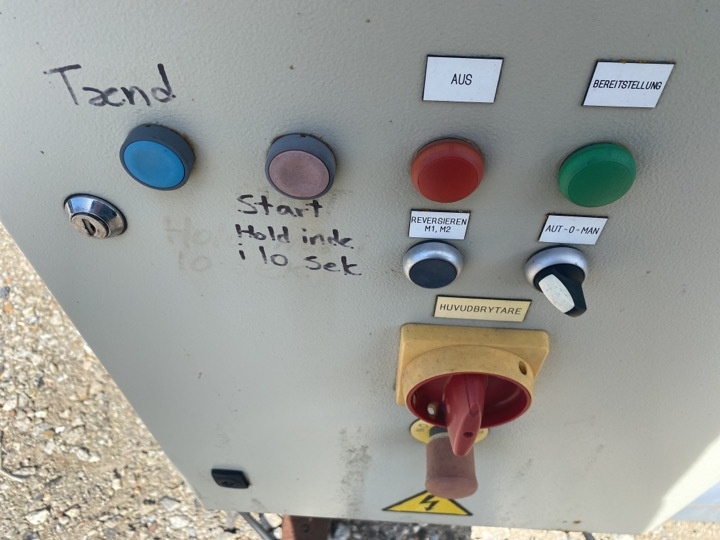 Tænd
AUS
BEREITSTELLUNG
Start
Hold inde
i 10 sek
REVERSIEREN
M1, M2
AUT-0-MAN
HUVUDBRYTARE